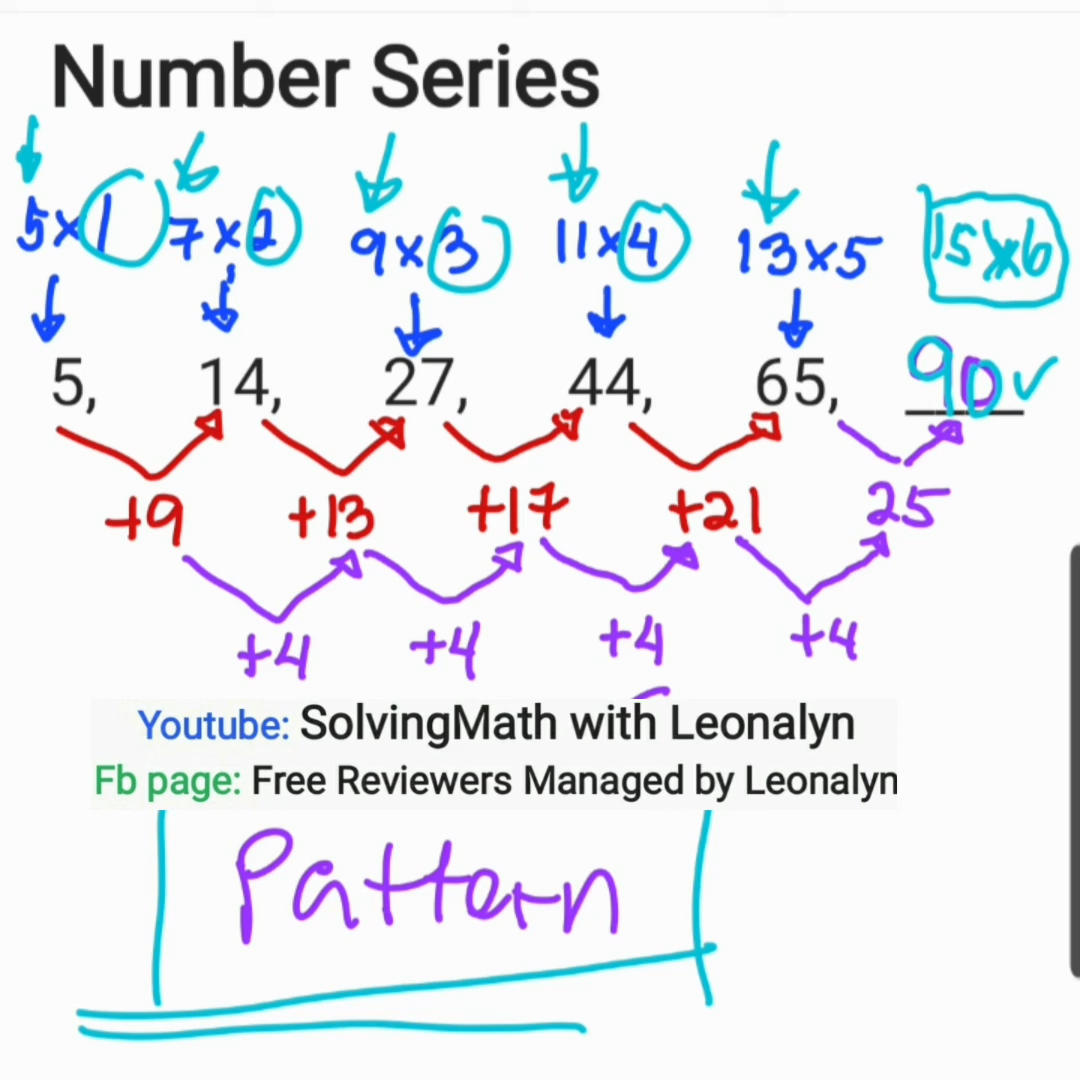 Number Series
5×1 7×2 9×3 11×4 13×5 15×6
5, 14, 27, 44, 65, 90
+9 +13 +17 +21 25
+4 +4 +4 +4
Youtube: SolvingMath with Leonalyn
Fb page: Free Reviewers Managed by Leonalyn
Pattern